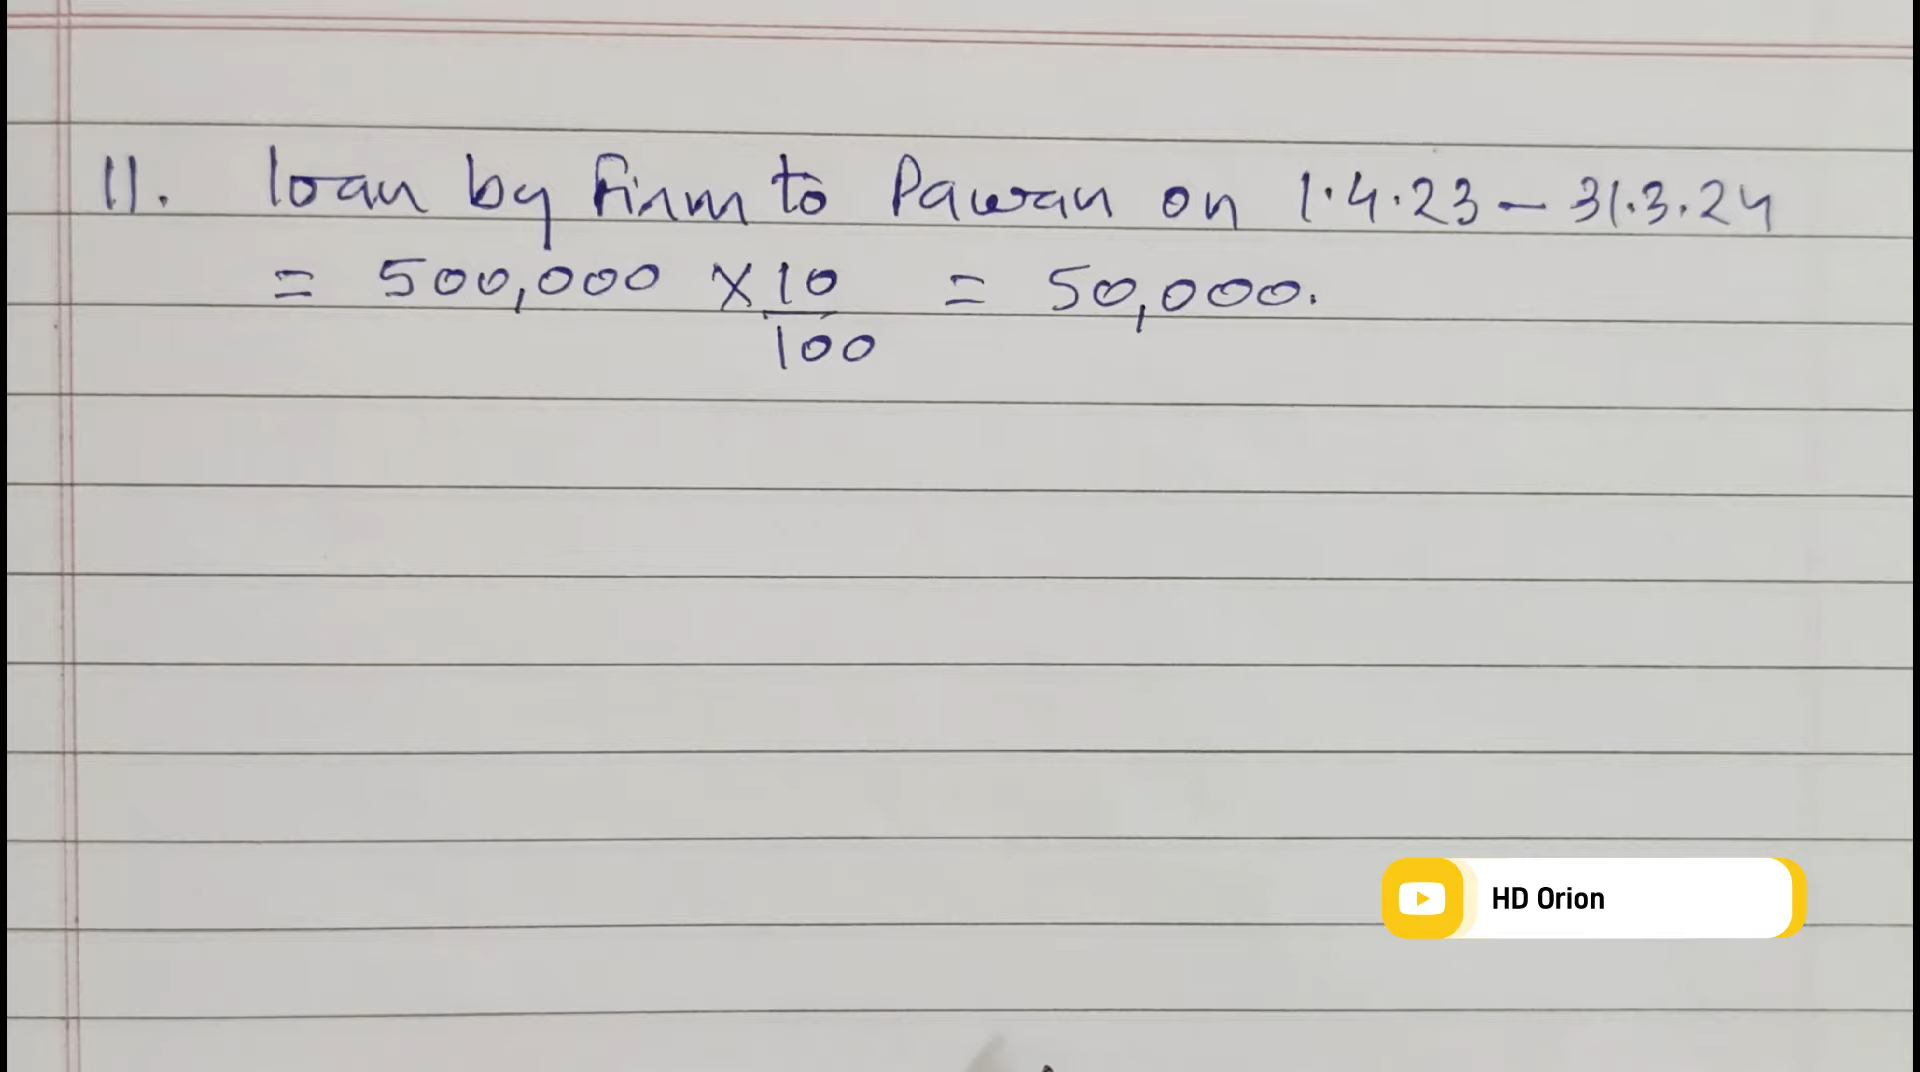 11. loan by Firm to Pawan on 1.4.23 - 31.3.24
= 500,000 × 10/100 = 50,000.
HD Orion